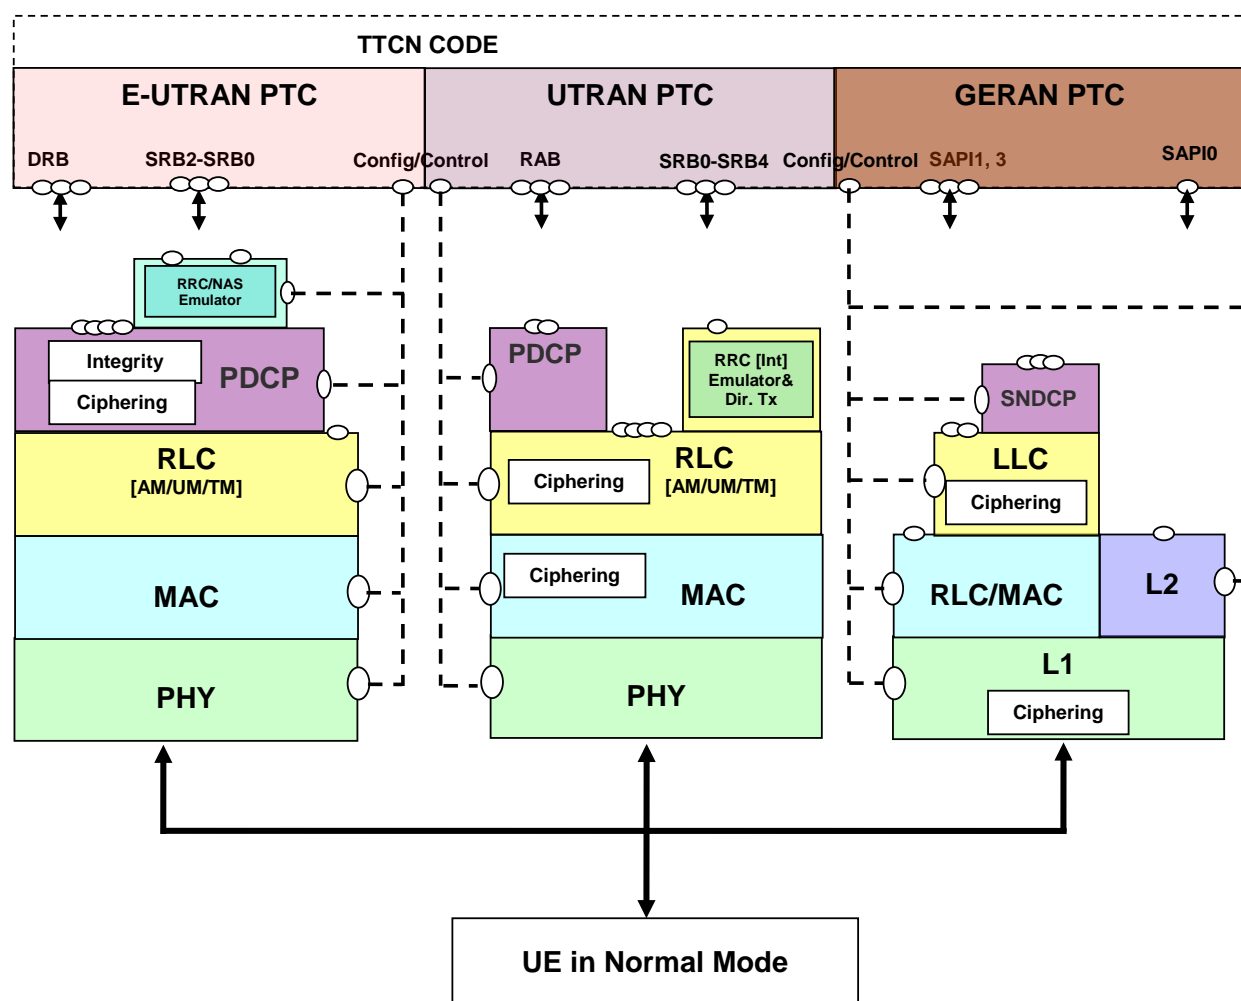 TTCN CODE
E-UTRAN PTC
UTRAN PTC
GERAN PTC
DRB
SRB2-SRB0
Config/Control
RAB
SRB0-SRB4
Config/Control
SAPI1, 3
SAPI0
RRC/NAS
Emulator
Integrity
Ciphering
PDCP
RLC
[AM/UM/TM]
MAC
PHY
PDCP
RRC [Int]
Emulator&
Dir. Tx
Ciphering
RLC
[AM/UM/TM]
Ciphering
MAC
PHY
SNDCP
LLC
Ciphering
RLC/MAC
L2
L1
Ciphering
UE in Normal Mode